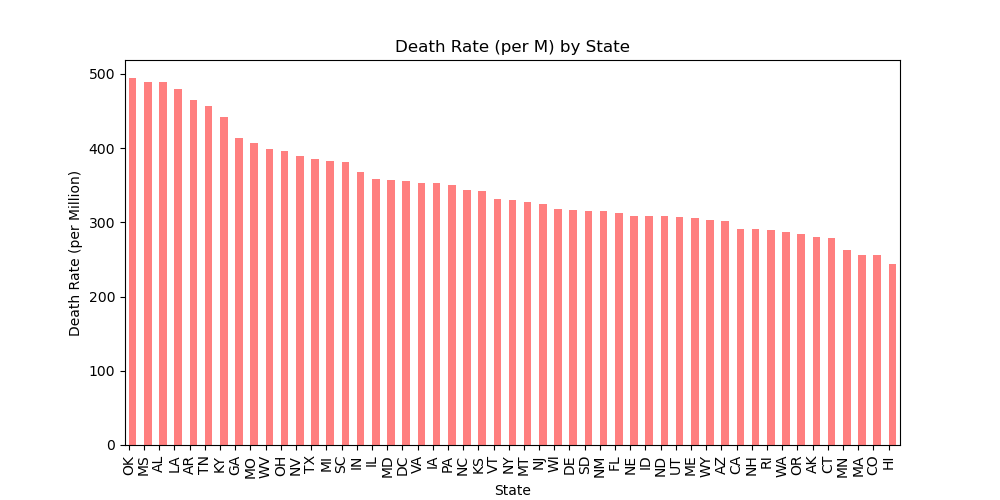 Death Rate (per M) by State
Death Rate (per Million)
500
400
300
200
100
0
OK MS AL LA AR TN KY GA MO WV OH NV TX MI SC IN IL MD DC VA IA PA NC KS VT NY MT NJ WI DE SD NM FL NE ID ND UT ME WY AZ CA NH RI WA OR AK CT MN MA CO HI
State